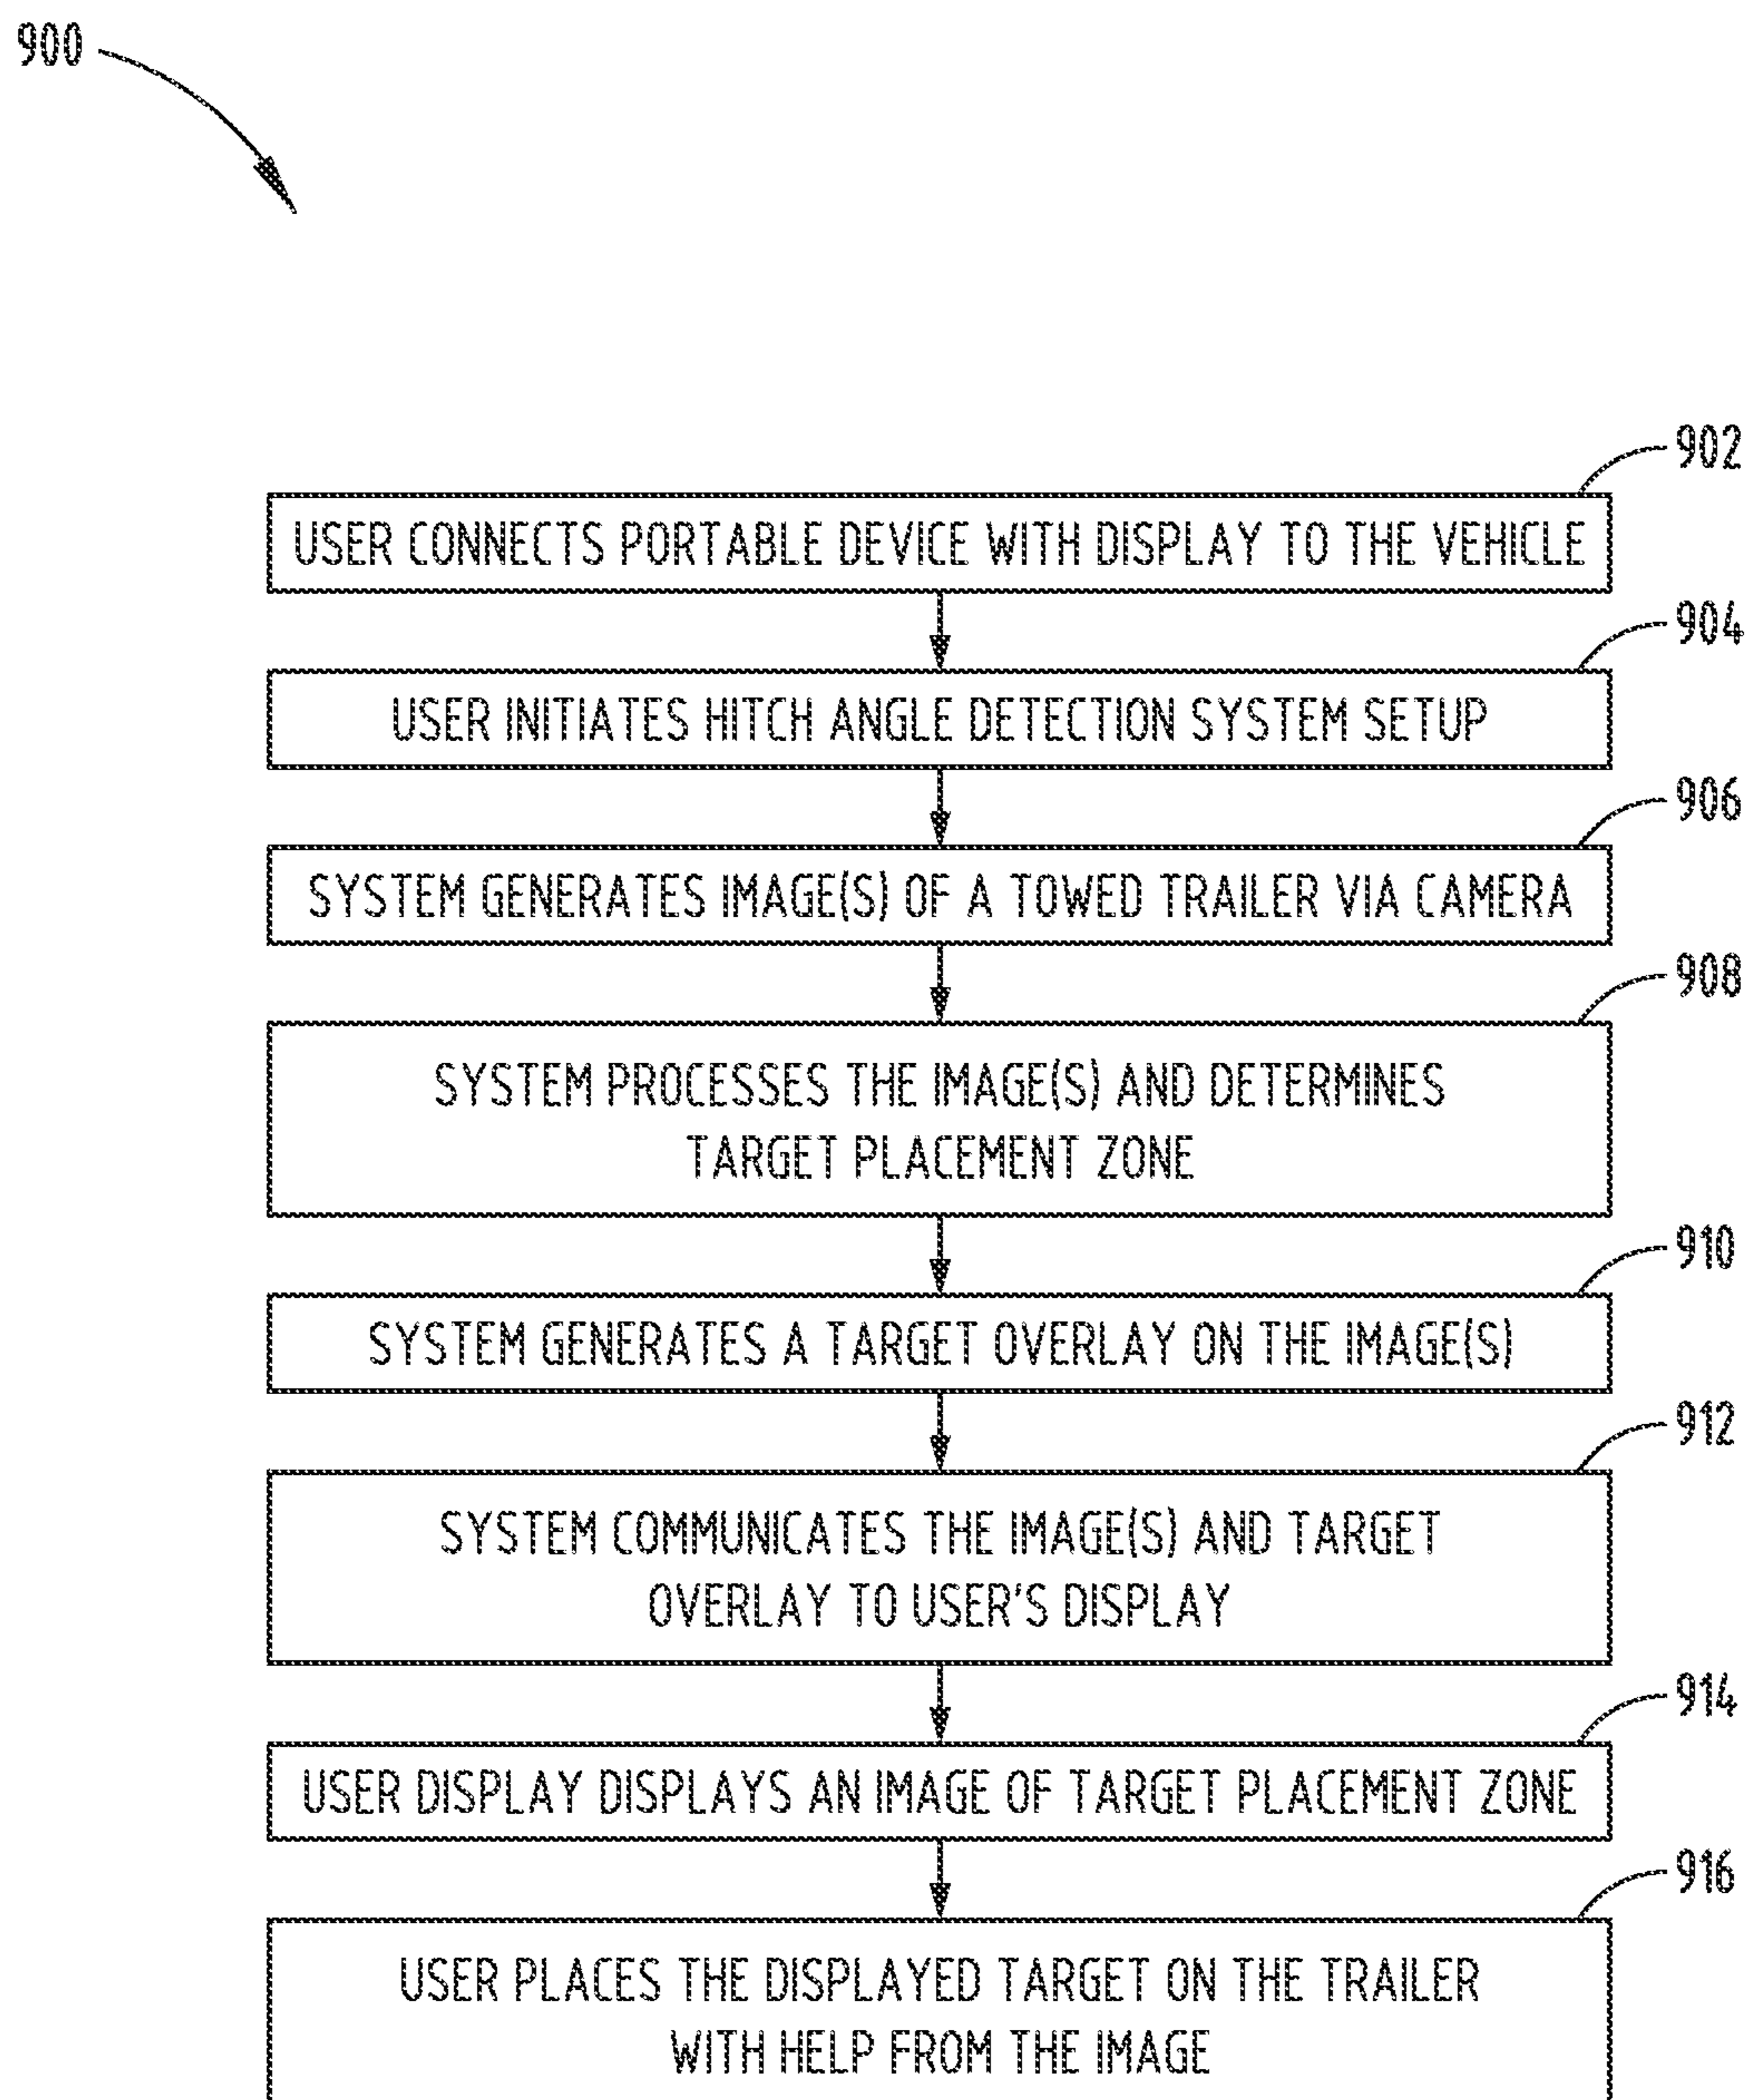 900
902
USER CONNECTS PORTABLE DEVICE WITH DISPLAY TO THE VEHICLE
904
USER INITIATES HITCH ANGLE DETECTION SYSTEM SETUP
906
SYSTEM GENERATES IMAGE(S) OF A TOWED TRAILER VIA CAMERA
908
SYSTEM PROCESSES THE IMAGE(S) AND DETERMINES
TARGET PLACEMENT ZONE
910
SYSTEM GENERATES A TARGET OVERLAY ON THE IMAGE(S)
912
SYSTEM COMMUNICATES THE IMAGE(S) AND TARGET
OVERLAY TO USER'S DISPLAY
914
USER DISPLAY DISPLAYS AN IMAGE OF TARGET PLACEMENT ZONE
916
USER PLACES THE DISPLAYED TARGET ON THE TRAILER
WITH HELP FROM THE IMAGE